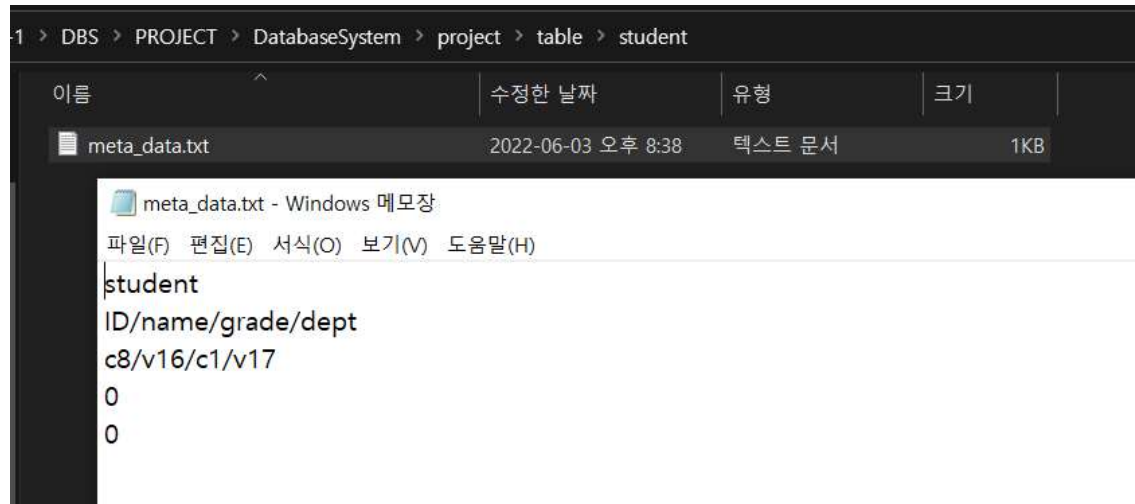 -1 > DBS > PROJECT > DatabaseSystem > project > table > student
이름 수정한 날짜 유형 크기
meta_data.txt 2022-06-03 오후 8:38 텍스트 문서 1KB
meta_data.txt - Windows 메모장
파일(F) 편집(E) 서식(O) 보기(V) 도움말(H)
student
ID/name/grade/dept
c8/v16/c1/v17
0
0